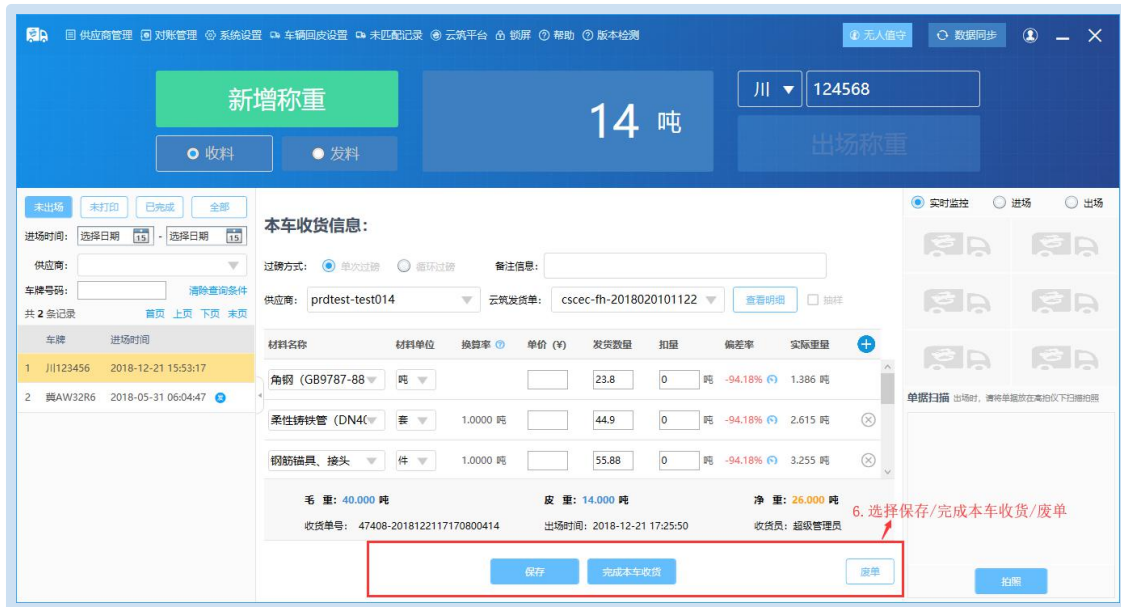 供应商管理 对账管理 系统设置 车辆回皮设置 未匹配记录 云筑平台 锁屏 帮助 版本检测 无人值守 数据同步
新增称重
收料 发料
14 吨
川 124568
出场称重
未出场 未打印 已完成 全部
进场时间: 选择日期 15 - 选择日期 15
供应商:
车牌号码: 清除查询条件
共 2 条记录 首页 上页 下页 末页
车牌 进场时间
1 川123456 2018-12-21 15:53:17
2 冀AW32R6 2018-05-31 06:04:47
本车收货信息:
过磅方式: 单次过磅 循环过磅 备注信息:
供应商: prdtest-test014 云筑发货单: cscec-fh-2018020101122 查看明细 抽样
材料名称 材料单位 换算率 单价 (¥) 发货数量 扣量 偏差率 实际重量
角钢 (GB9787-88 吨 23.8 0 吨 -94.18% 1.386 吨
柔性铸铁管 (DN40 套 1.0000 吨 44.9 0 吨 -94.18% 2.615 吨
钢筋锚具、接头 件 1.0000 吨 55.88 0 吨 -94.18% 3.255 吨
毛 重: 40.000 吨 皮 重: 14.000 吨 净 重: 26.000 吨
收货单号: 47408-2018122117170800414 出场时间: 2018-12-21 17:25:50 收货员: 超级管理员
6. 选择保存/完成本车收货/废单
保存 完成本车收货 废单
实时监控 进场 出场
单据扫描 出场时, 请将单据放在高拍仪下扫描拍照
拍照